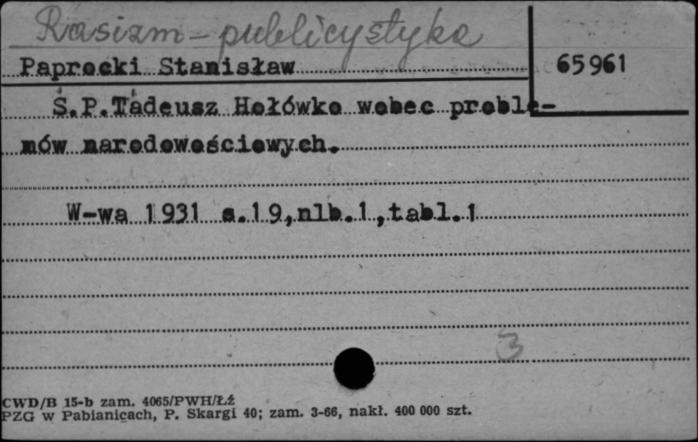 Rasizm - publicystyka
Paprocki Stanisław
65961
Ś.P.Tadeusz Hołówko wobec proble-
mów narodowościowych.
W-wa 1931 s.19,nlb.1,tabl.1
3
CWD/B 15-b zam. 4065/PWH/Łź
PZG w Pabianicach, P. Skargi 40; zam. 3-66, nakł. 400 000 szt.